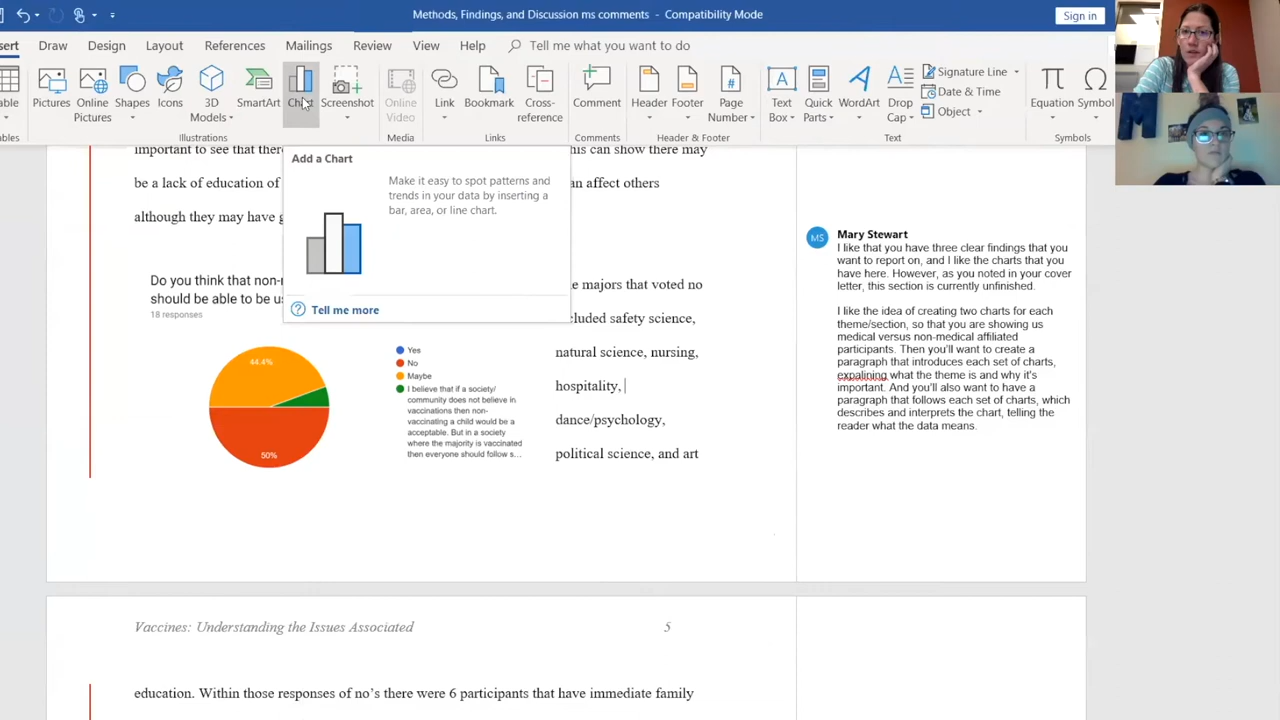 Methods, Findings, and Discussion ms comments - Compatibility Mode
Sign in
sert Draw Design Layout References Mailings Review View Help Tell me what you want to do
able
ables
Pictures
Online Pictures
Shapes
Icons
3D Models
SmartArt
Chart
Screenshot
Illustrations
Online Video
Media
Link
Bookmark
Cross-reference
Links
Comment
Comments
Header
Footer
Page Number
Header & Footer
Text Box
Quick Parts
WordArt
Drop Cap
Signature Line
Date & Time
Object
Text
Equation
Symbol
Symbols
important to see that ther
his can show there may
be a lack of education of
an affect others
although they may have g
Add a Chart
Make it easy to spot patterns and
trends in your data by inserting a
bar, area, or line chart.
Tell me more
Do you think that non-r
should be able to be us
18 responses
44.4%
50%
Yes
No
Maybe
I believe that if a society/
community does not believe in
vaccinations then non-
vaccinating a child would be a
acceptable. But in a society
where the majority is vaccinated
then everyone should follow s...
e majors that voted no
cluded safety science,
natural science, nursing,
hospitality,
dance/psychology,
political science, and art
MS
Mary Stewart
I like that you have three clear findings that you
want to report on, and I like the charts that you
have here. However, as you noted in your cover
letter, this section is currently unfinished.
I like the idea of creating two charts for each
theme/section, so that you are showing us
medical versus non-medical affiliated
participants. Then you'll want to create a
paragraph that introduces each set of charts,
expalining what the theme is and why it's
important. And you'll also want to have a
paragraph that follows each set of charts, which
describes and interprets the chart, telling the
reader what the data means.
Vaccines: Understanding the Issues Associated 5
education. Within those responses of no's there were 6 participants that have immediate family